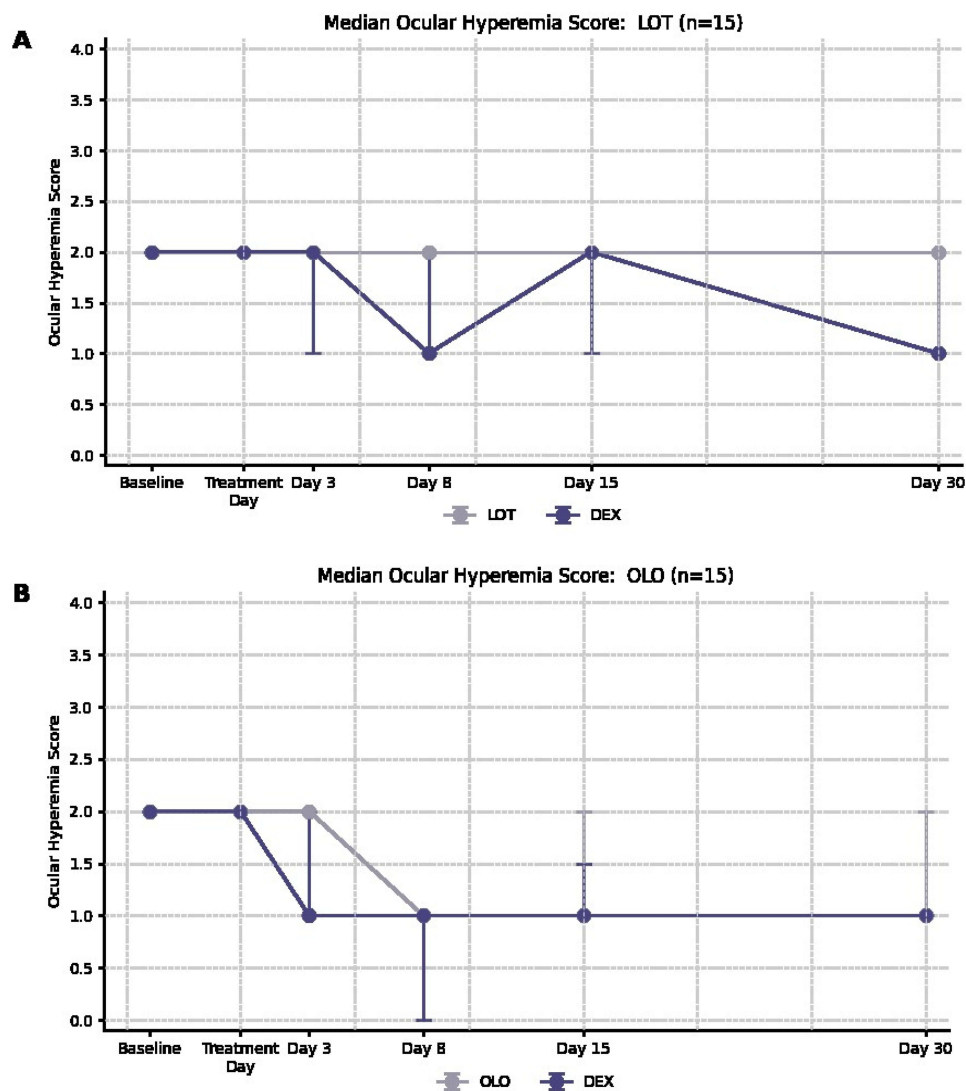 A
Median Ocular Hyperemia Score: LOT (n=15)
Ocular Hyperemia Score
4.0
3.5
3.0
2.5
2.0
1.5
1.0
0.5
0.0
Baseline
Treatment
Day
Day 3
Day 8
Day 15
Day 30
LOT
DEX
B
Median Ocular Hyperemia Score: OLO (n=15)
Ocular Hyperemia Score
4.0
3.5
3.0
2.5
2.0
1.5
1.0
0.5
0.0
Baseline
Treatment
Day
Day 3
Day 8
Day 15
Day 30
OLO
DEX